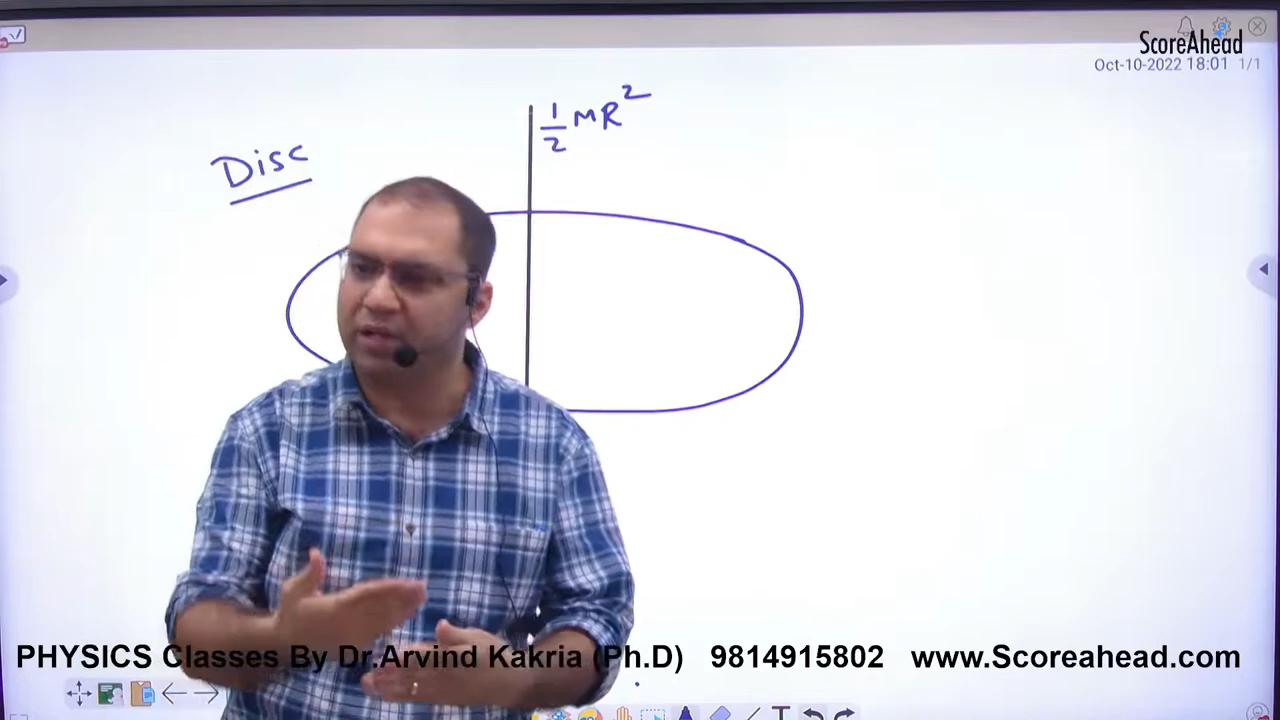 ScoreAhead
Oct-10-2022 18:01 1/1
1/2 MR²
Disc
PHYSICS Classes By Dr.Arvind Kakria (Ph.D) 9814915802 www.Scoreahead.com